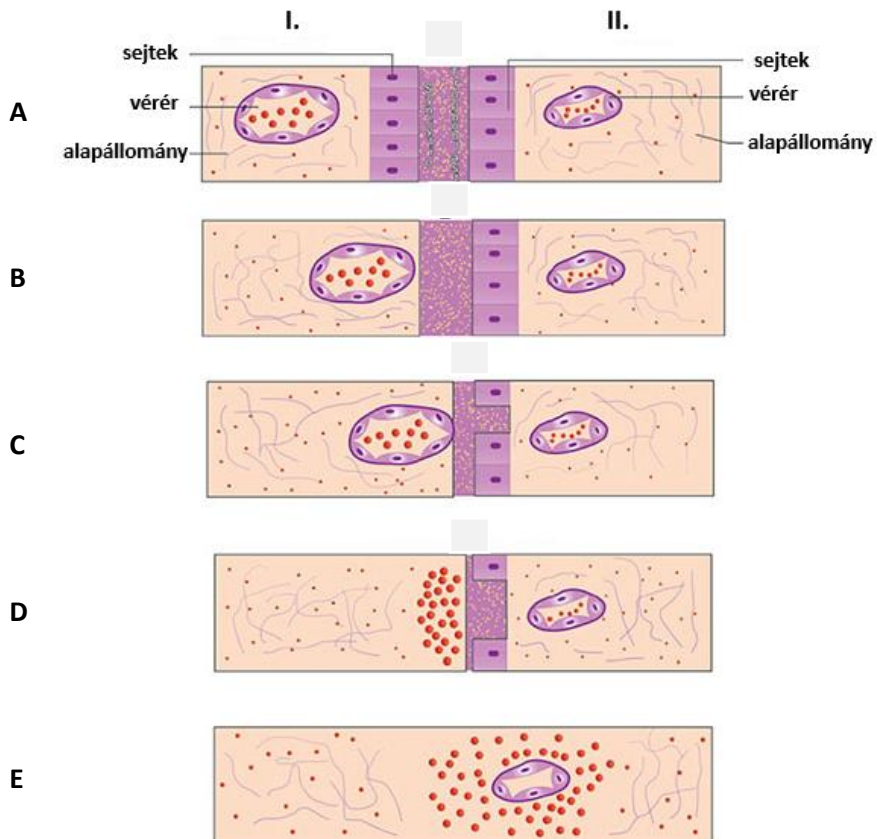 I. II.
sejtek
sejtek
A
vérér
vérér
alapállomány
alapállomány
B
C
D
E